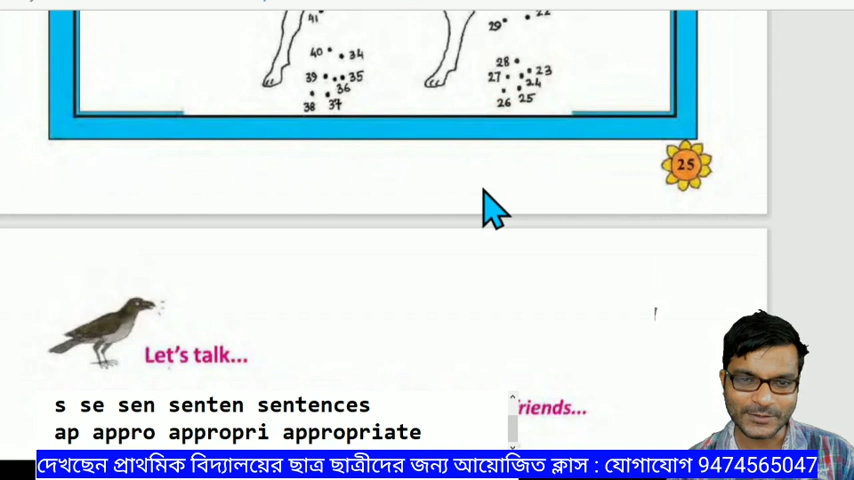 41
22
29
40 34
28
23
39 35
27
24
36
26 25
38 37
25
Let's talk...
s se sen senten sentences
friends...
ap appro appropri appropriate
দেখছেন প্রাথমিক বিদ্যালয়ের ছাত্র ছাত্রীদের জন্য আয়োজিত ক্লাস : যোগাযোগ 9474565047